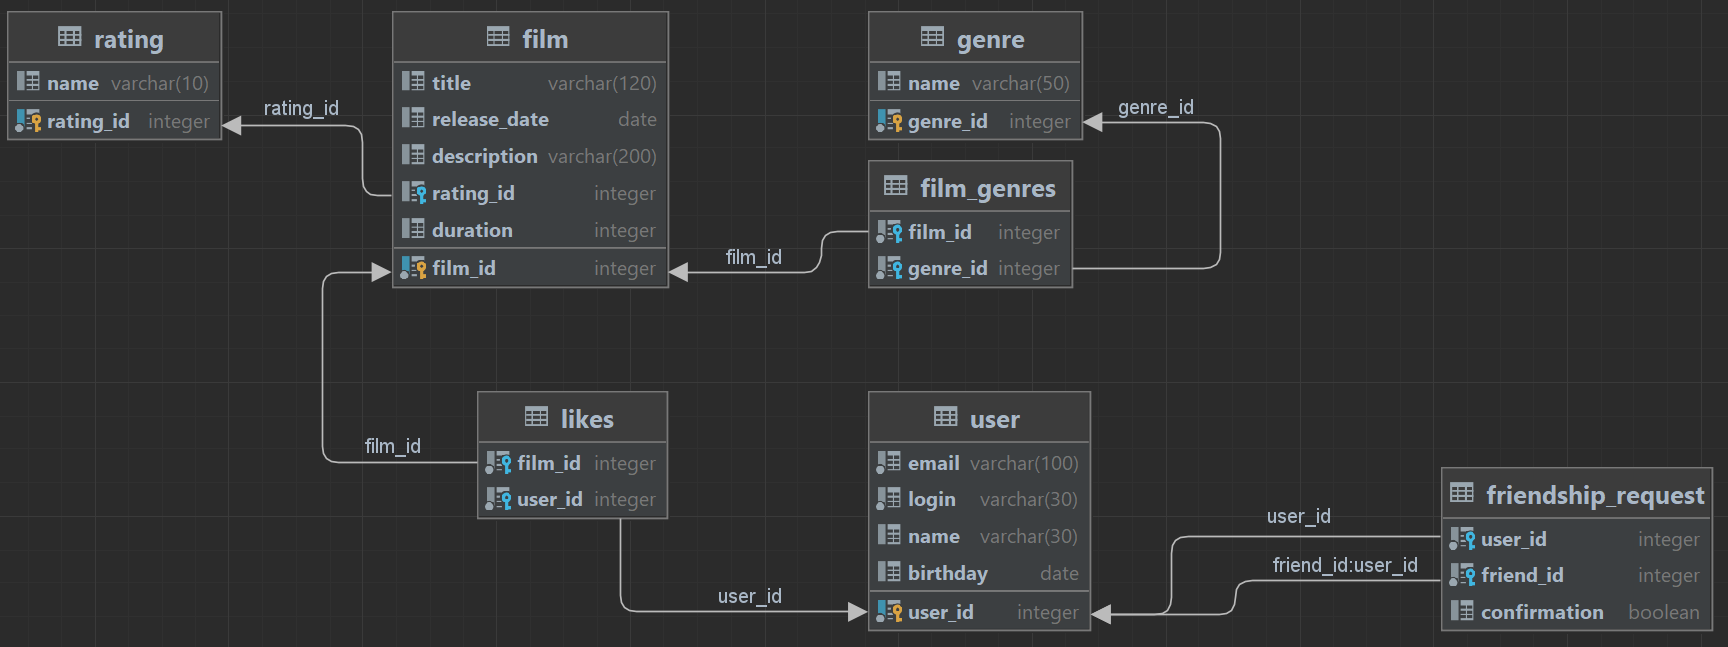 rating
name varchar(10)
rating_id integer
rating_id
film
title varchar(120)
release_date date
description varchar(200)
rating_id integer
duration integer
film_id integer
genre
name varchar(50)
genre_id integer
genre_id
film_genres
film_id integer
genre_id integer
film_id
film_id
likes
film_id integer
user_id integer
user_id
user
email varchar(100)
login varchar(30)
name varchar(30)
birthday date
user_id integer
user_id
friend_id:user_id
friendship_request
user_id integer
friend_id integer
confirmation boolean